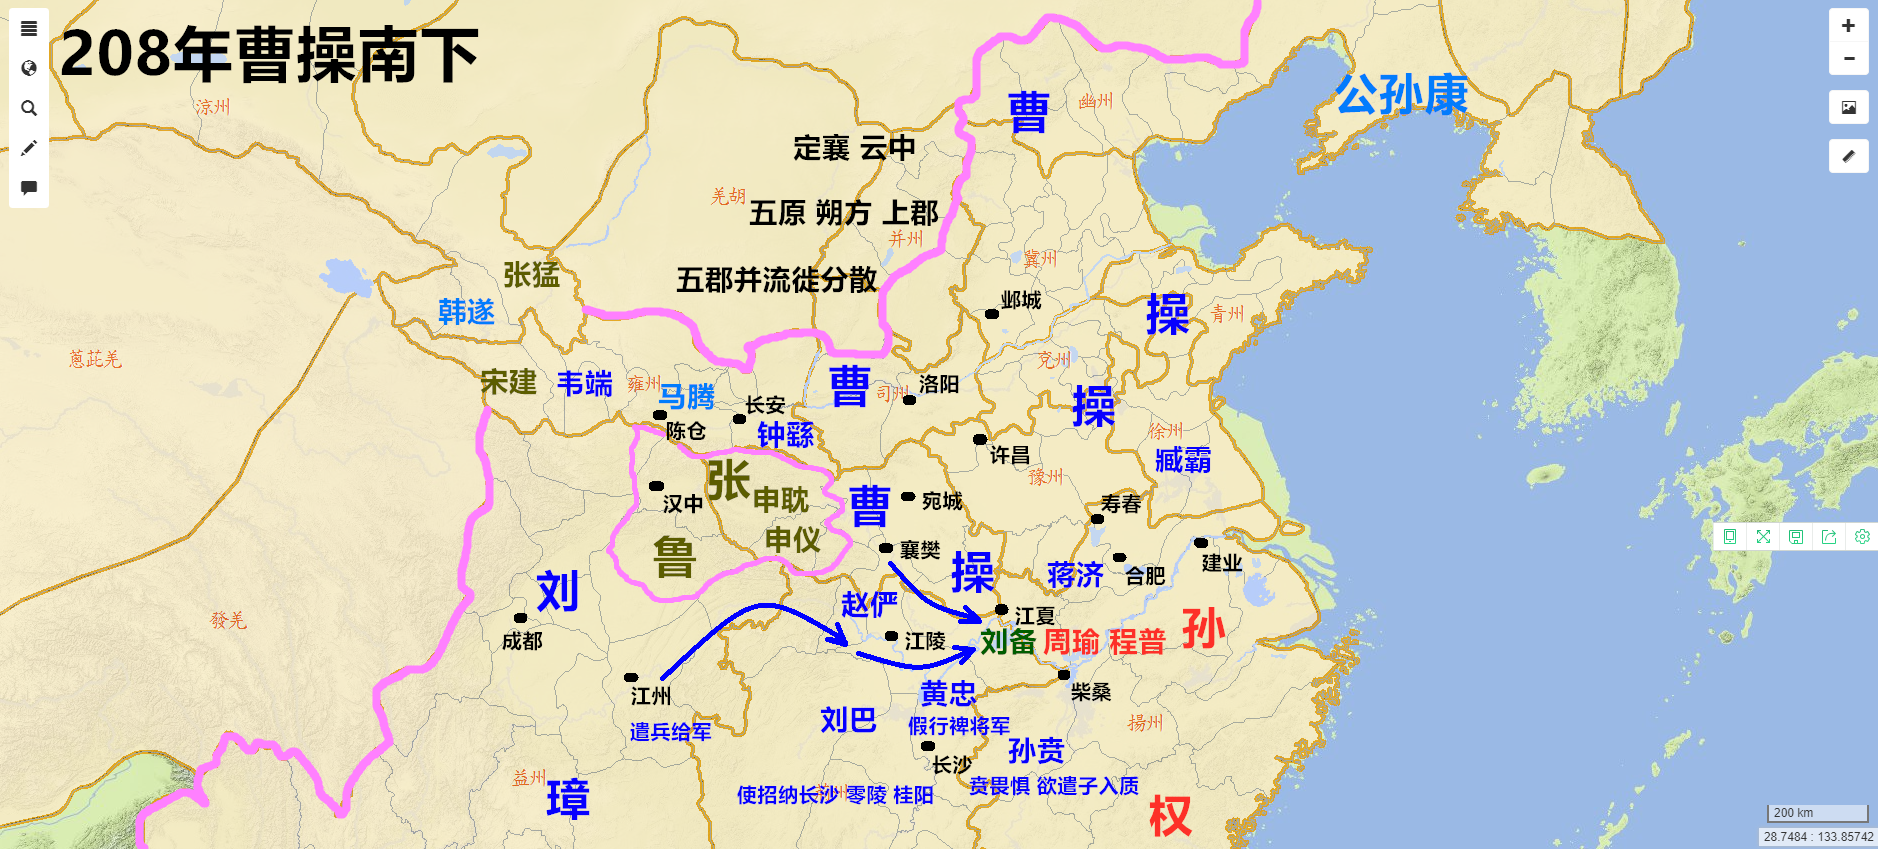 208年曹操南下
涼州
曹
幽州
公孙康
定襄 云中
羌胡
五原 朔方 上郡
并州
冀州
五郡并流徙分散
张猛
韩遂
邺城
操
青州
蔥茈羌
宋建
韦端
雍州
马腾
曹
司州
洛阳
兖州
操
长安
陈仓
钟繇
许昌
徐州
臧霸
豫州
张
申耽
汉中
申仪
鲁
曹
宛城
寿春
襄樊
操
蒋济
合肥
建业
刘
赵俨
江夏
發羌
成都
江陵
刘备
周瑜 程普
孙
江州
遣兵给军
黄忠
假行裨将军
柴桑
揚州
刘巴
长沙
孙贲
贲畏惧 欲遣子入质
益州
璋
使招纳长沙 零陵 桂阳
权
200 km
28.7484 : 133.85742